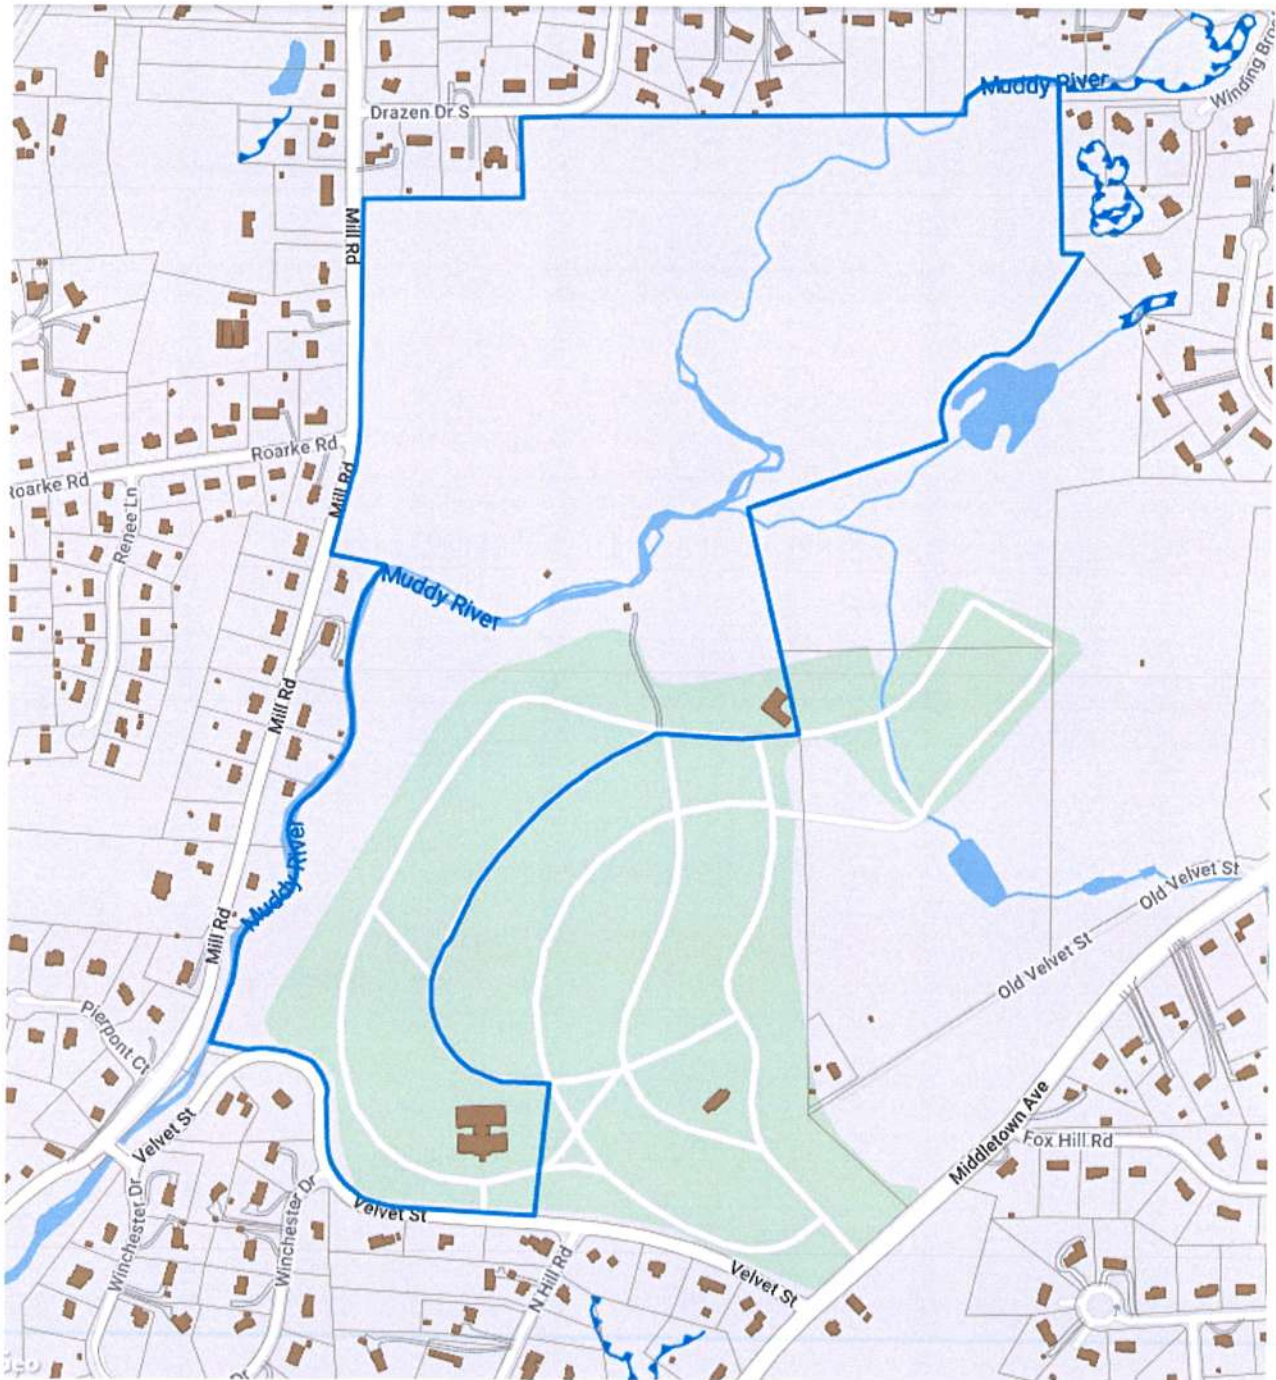 Muddy River
Winding Bro
Drazen Dr S
Mill Rd
Roarke Rd
Roarke Rd
Mill Rd
Renee Ln
Muddy River
Mill Rd
Muddy River
Old Velvet St
Mill Rd
Old Velvet St
Pierpont Ct
Middletown Ave
Velvet St
Fox Hill Rd
Winchester Dr
Winchester Dr
Velvet St
N Hill Rd
Velvet St
Dr